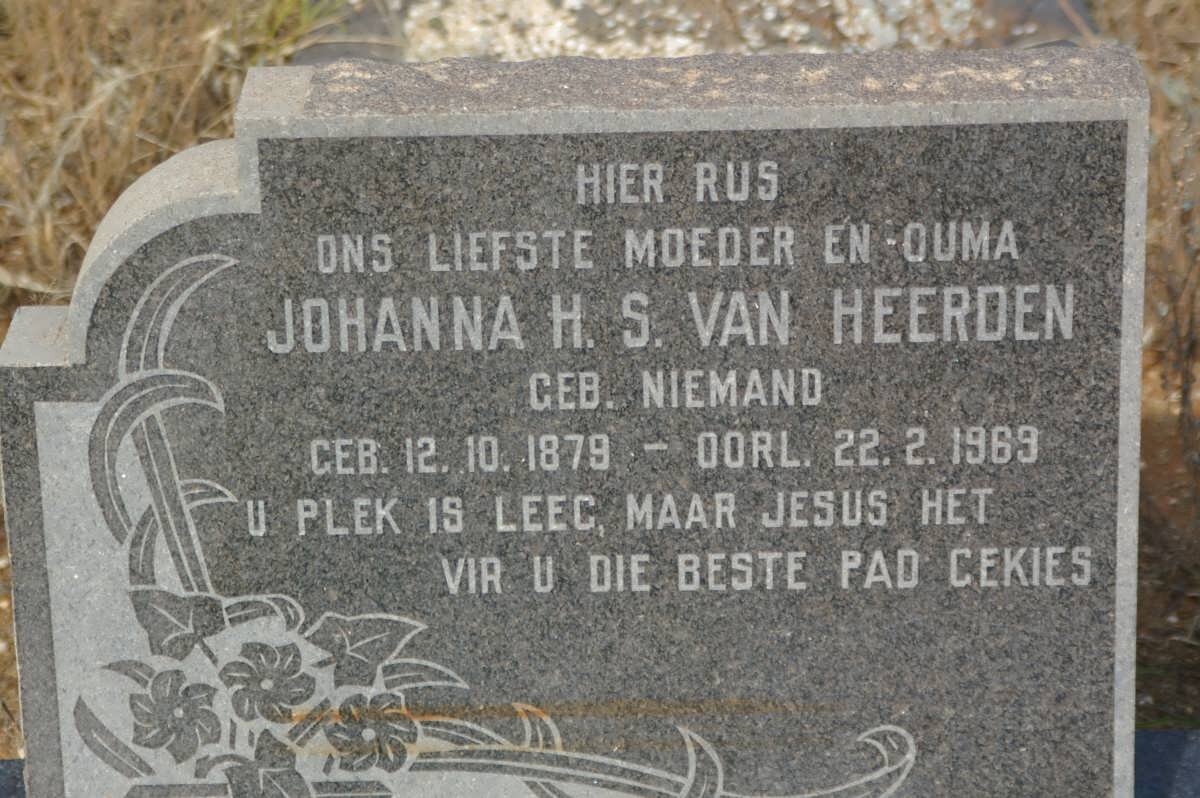 HIER RUS
ONS LIEFSTE MOEDER EN OUMA
JOHANNA H. S. VAN HEERDEN
GEB. NIEMAND
GEB. 12. 10. 1879 – OORL. 22. 2. 1969
U PLEK IS LEEG, MAAR JESUS HET
VIR U DIE BESTE PAD GEKIES